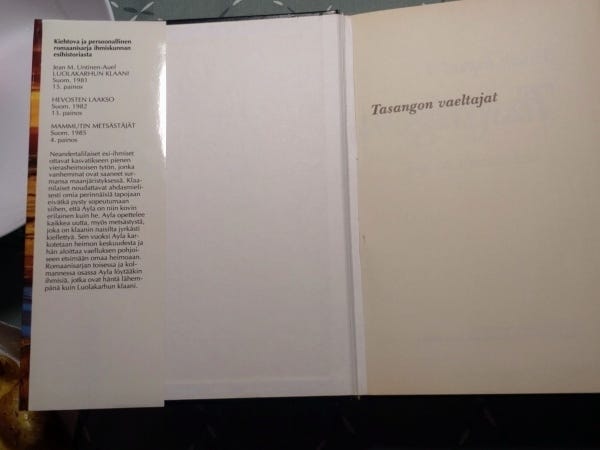 Kiehtova ja persoonallinen
romaanisarja ihmiskunnan
esihistoriasta
Jean M. Untinen-Auel
LUOLAKARHUN KLAANI
Suom. 1981
15. painos
HEVOSTEN LAAKSO
Suom. 1982
13. painos
MAMMUTIN METSÄSTÄJÄT
Suom. 1985
4. painos
Neandertalilaiset esi-ihmiset
ottavat kasvatikseen pienen
vierasheimoisen tytön, jonka
vanhemmat ovat saaneet sur-
mansa maanjäristyksessä. Klaa-
nilaiset noudattavat ahdasmieli-
sesti omia perinnäisiä tapojaan
eivätkä pysty sopeutumaan
siihen, että Ayla on niin kovin
erilainen kuin he. Ayla opettelee
kaikkea uutta, myös metsästystä,
joka on klaanin naisilta jyrkästi
kiellettyä. Sen vuoksi Ayla kar-
kotetaan heimon keskuudesta ja
hän aloittaa vaelluksen pohjoi-
seen etsimään omaa heimoaan.
Romaanisarjan toisessa ja kol-
mannessa osassa Ayla löytääkin
ihmisiä, jotka ovat häntä lähem-
pänä kuin Luolakarhun klaani.
Tasangon vaeltajat